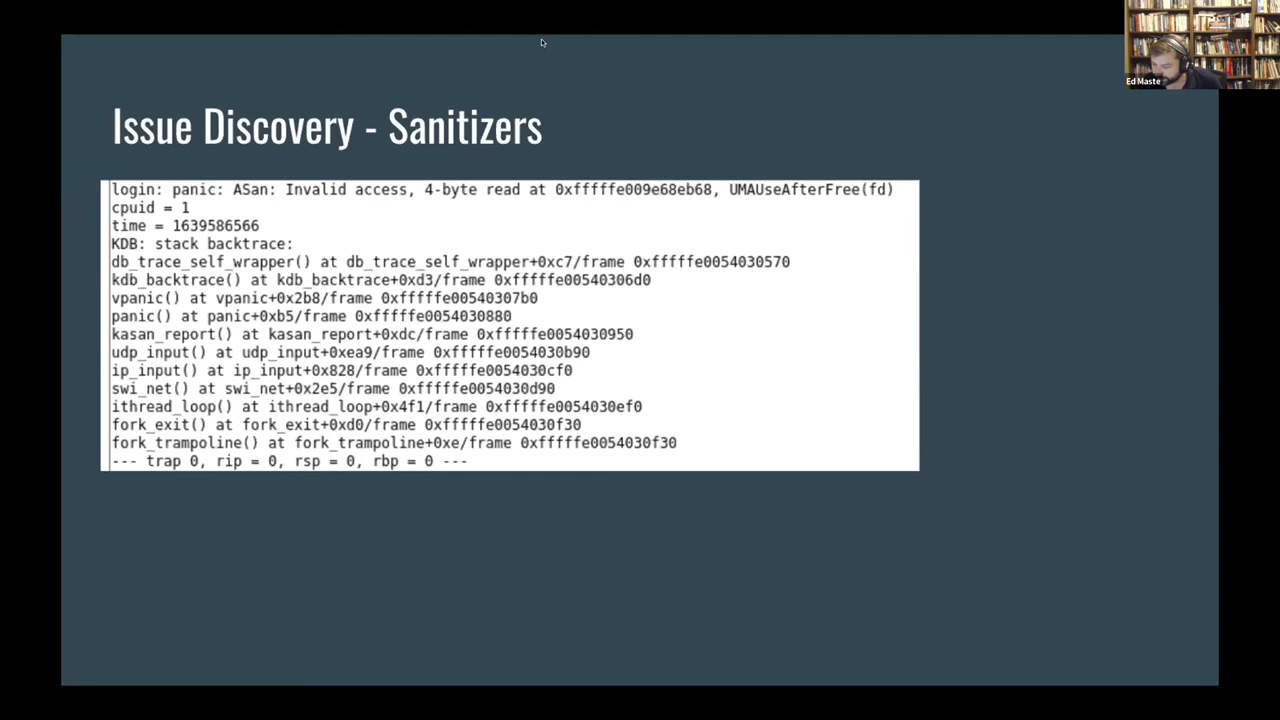 Ed Maste
Issue Discovery - Sanitizers
login: panic: ASan: Invalid access, 4-byte read at 0xfffffe009e68eb68, UMAUseAfterFree(fd)
cpuid = 1
time = 1639586566
KDB: stack backtrace:
db_trace_self_wrapper() at db_trace_self_wrapper+0xc7/frame 0xfffffe0054030570
kdb_backtrace() at kdb_backtrace+0xd3/frame 0xfffffe00540306d0
vpanic() at vpanic+0x2b8/frame 0xfffffe00540307b0
panic() at panic+0xb5/frame 0xfffffe0054030880
kasan_report() at kasan_report+0xdc/frame 0xfffffe0054030950
udp_input() at udp_input+0xea9/frame 0xfffffe0054030b90
ip_input() at ip_input+0x828/frame 0xfffffe0054030cf0
swi_net() at swi_net+0x2e5/frame 0xfffffe0054030d90
ithread_loop() at ithread_loop+0x4f1/frame 0xfffffe0054030ef0
fork_exit() at fork_exit+0xd0/frame 0xfffffe0054030f30
fork_trampoline() at fork_trampoline+0xe/frame 0xfffffe0054030f30
--- trap 0, rip = 0, rsp = 0, rbp = 0 ---